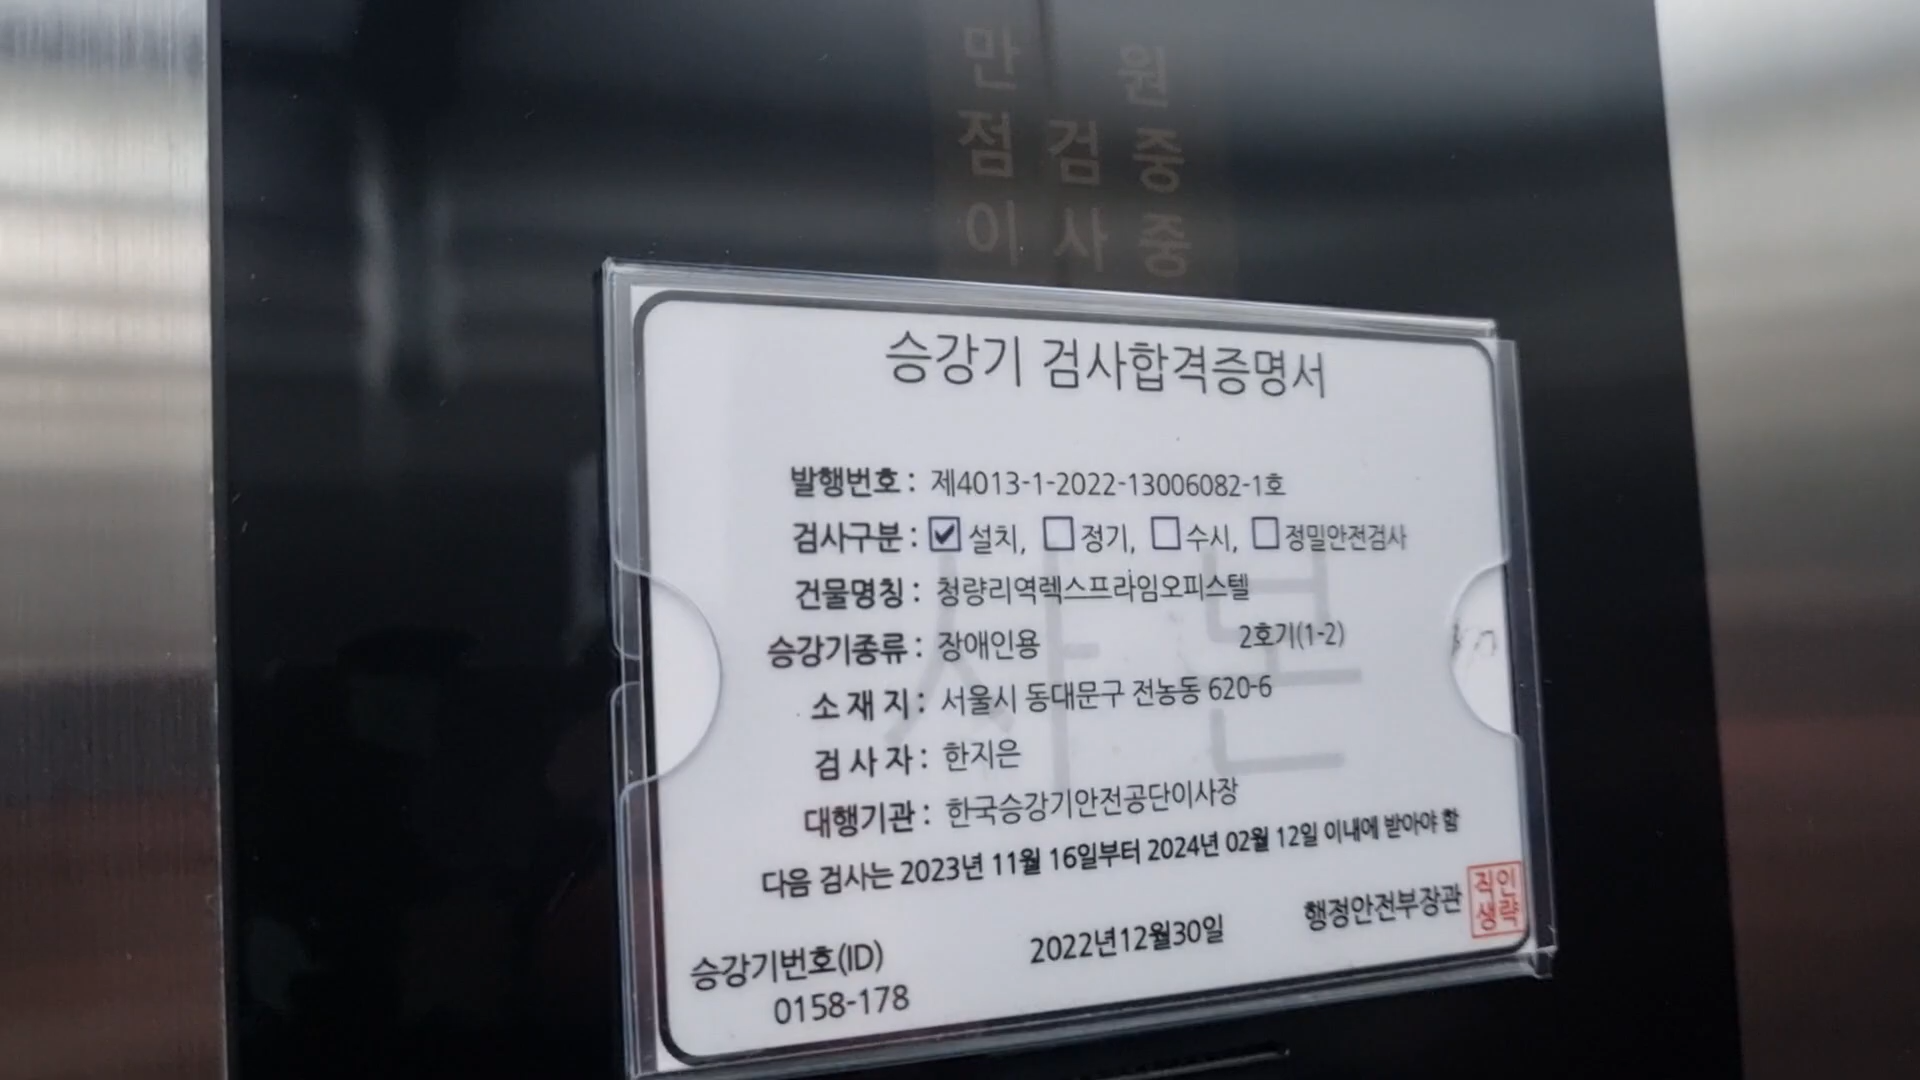 만 원
점 검 중
이 사 중
승강기 검사합격증명서
발행번호 : 제4013-1-2022-13006082-1호
검사구분 : ☑설치, □정기, □수시, □정밀안전검사
건물명칭 : 청량리역렉스프라임오피스텔
승강기종류 : 장애인용 2호기(1-2)
소 재 지 : 서울시 동대문구 전농동 620-6
검 사 자 : 한지은
대행기관 : 한국승강기안전공단이사장
다음 검사는 2023년 11월 16일부터 2024년 02월 12일 이내에 받아야 함
행정안전부장관 직인생략
2022년12월30일
승강기번호(ID)
0158-178
사본